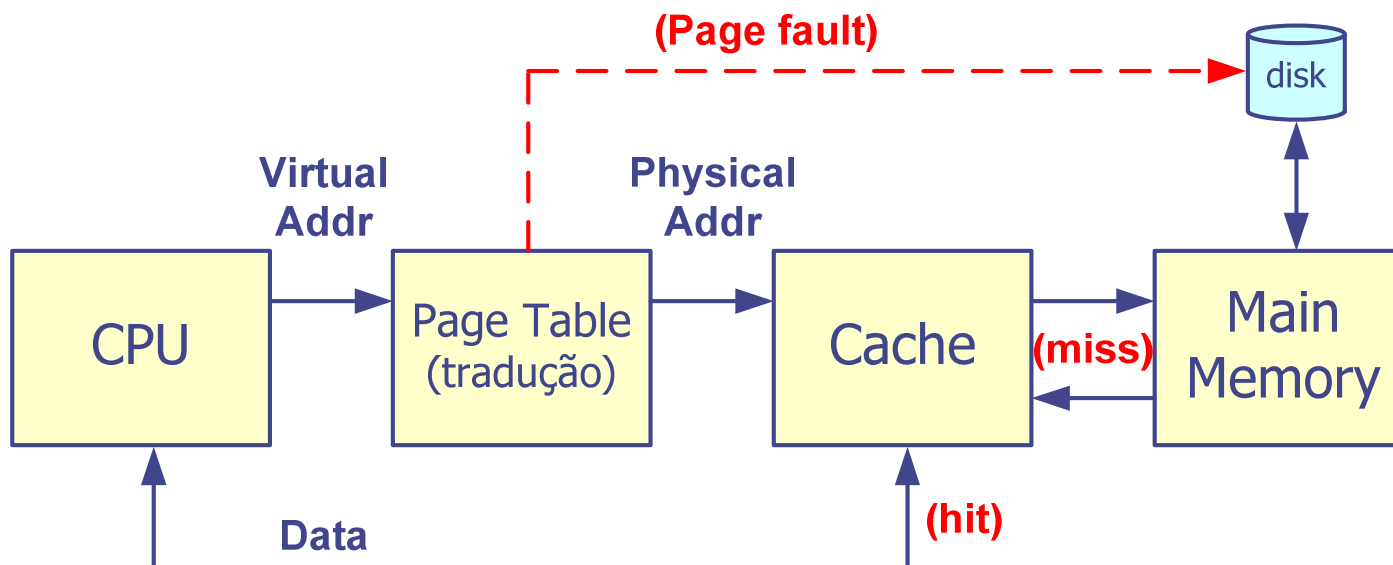 (Page fault)
disk
Virtual
Addr
Physical
Addr
CPU
Page Table
(tradução)
Cache
(miss)
Main
Memory
Data
(hit)